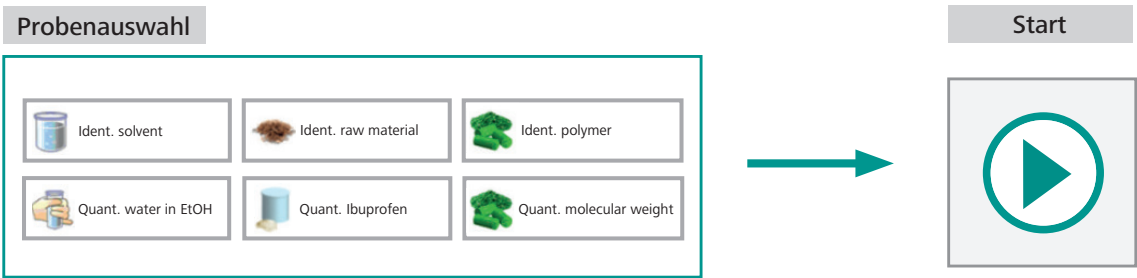 Probenauswahl
Start
Ident. solvent
Ident. raw material
Ident. polymer
Quant. water in EtOH
Quant. Ibuprofen
Quant. molecular weight